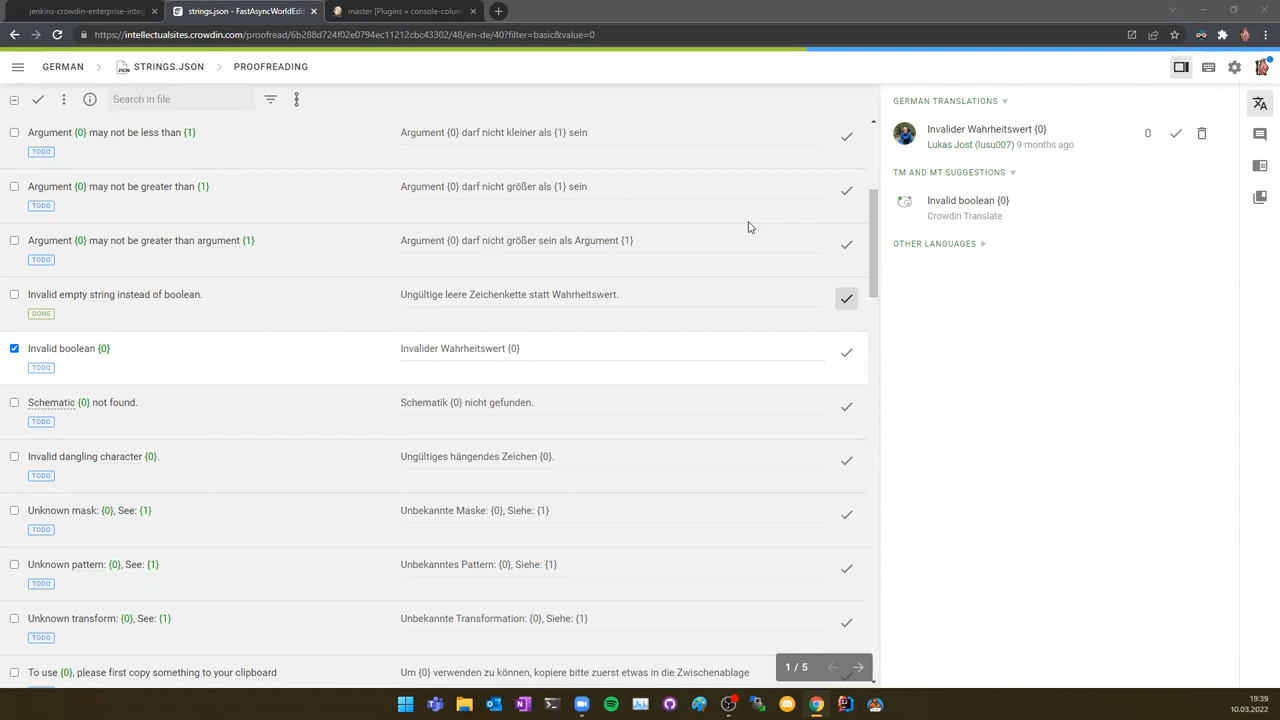 jenkins-crowdin-enterprise-inte
strings.json - FastAsyncWorldEdi
master [Plugins » console-colum
https://intellectualsites.crowdin.com/proofread/6b288d724f02e0794ec11212cbc43302/48/en-de/40?filter=basic&value=0
GERMAN
STRINGS.JSON
PROOFREADING
Search in file
Argument {0} may not be less than {1}
Argument {0} darf nicht kleiner als {1} sein
TODO
Argument {0} may not be greater than {1}
Argument {0} darf nicht größer als {1} sein
TODO
Argument {0} may not be greater than argument {1}
Argument {0} darf nicht größer sein als Argument {1}
TODO
Invalid empty string instead of boolean.
Ungültige leere Zeichenkette statt Wahrheitswert.
DONE
Invalid boolean {0}
Invalider Wahrheitswert {0}
TODO
Schematic {0} not found.
Schematik {0} nicht gefunden.
TODO
Invalid dangling character {0}.
Ungültiges hängendes Zeichen {0}.
TODO
Unknown mask: {0}, See: {1}
Unbekannte Maske: {0}, Siehe: {1}
TODO
Unknown pattern: {0}, See: {1}
Unbekanntes Pattern: {0}, Siehe: {1}
TODO
Unknown transform: {0}, See: {1}
Unbekannte Transformation: {0}, Siehe: {1}
TODO
To use {0}, please first copy something to your clipboard
Um {0} verwenden zu können, kopiere bitte zuerst etwas in die Zwischenablage
1 / 5
GERMAN TRANSLATIONS
Invalider Wahrheitswert {0}
0
Lukas Jost (lusu007) 9 months ago
TM AND MT SUGGESTIONS
Invalid boolean {0}
Crowdin Translate
OTHER LANGUAGES
19:39
10.03.2022